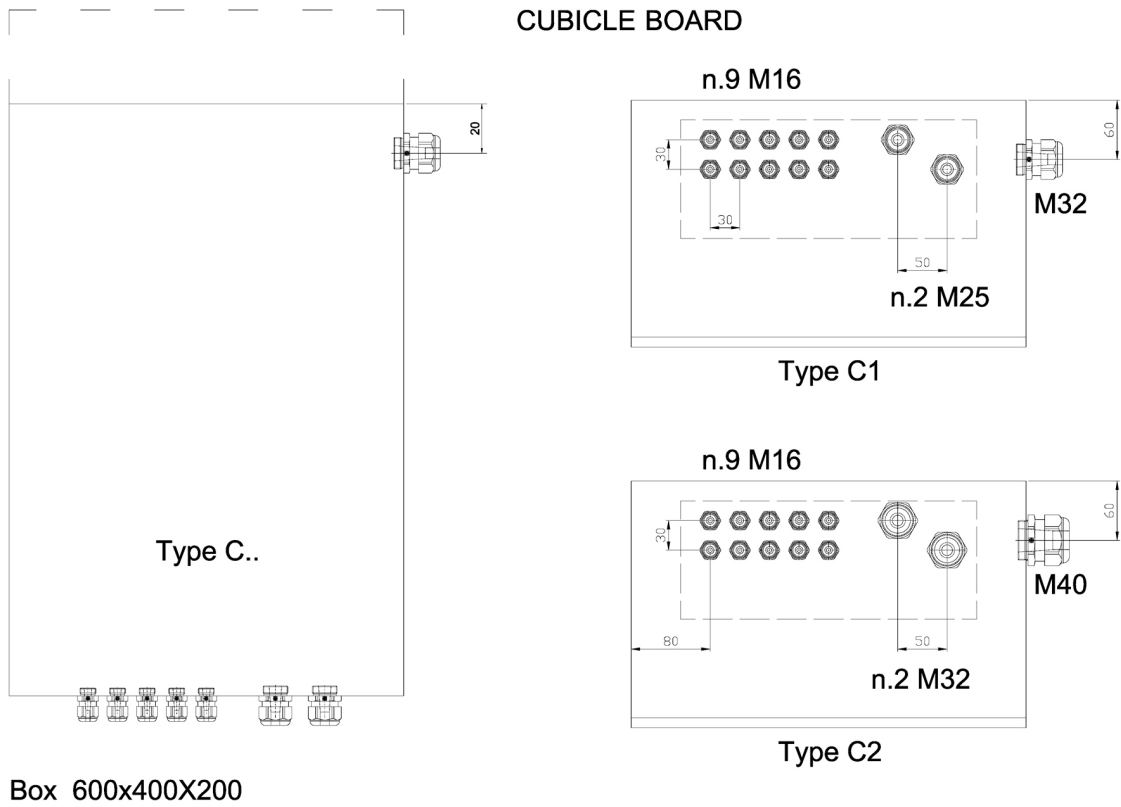 CUBICLE BOARD
n.9 M16
20
60
30
M32
30
50
n.2 M25
Type C1
n.9 M16
60
30
Type C..
M40
80
50
n.2 M32
Type C2
Box 600x400X200